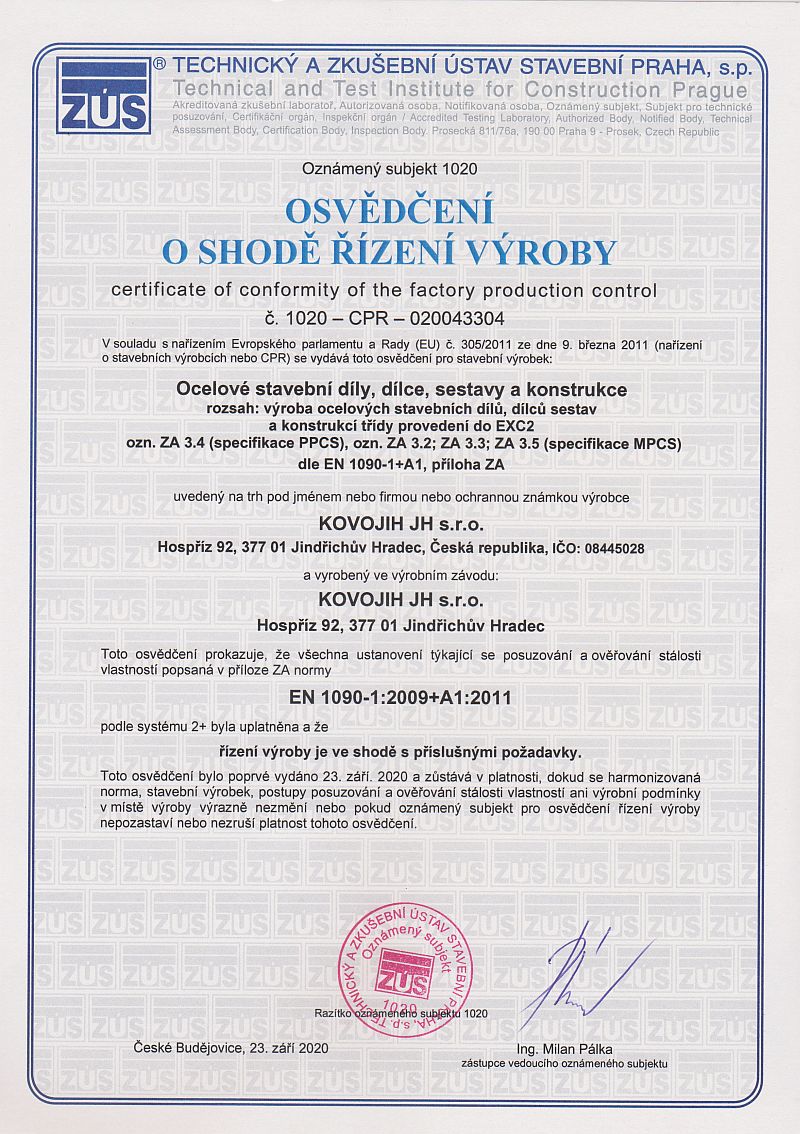 TZÚS ® TECHNICKÝ A ZKUŠEBNÍ ÚSTAV STAVEBNÍ PRAHA, s.p.
Technical and Test Institute for Construction Prague
Akreditovaná zkušební laboratoř, Autorizovaná osoba, Notifikovaná osoba, Oznámený subjekt, Subjekt pro technické
posuzování, Certifikační orgán, Inspekční orgán / Accredited Testing Laboratory, Authorized Body, Notified Body, Technical
Assessment Body, Certification Body, Inspection Body. Prosecká 811/76a, 190 00 Praha 9 - Prosek, Czech Republic
Oznámený subjekt 1020
OSVĚDČENÍ
O SHODĚ ŘÍZENÍ VÝROBY
certificate of conformity of the factory production control
č. 1020 – CPR – 020043304
V souladu s nařízením Evropského parlamentu a Rady (EU) č. 305/2011 ze dne 9. března 2011 (nařízení
o stavebních výrobcích nebo CPR) se vydává toto osvědčení pro stavební výrobek:
Ocelové stavební díly, dílce, sestavy a konstrukce
rozsah: výroba ocelových stavebních dílů, dílců sestav
a konstrukcí třídy provedení do EXC2
ozn. ZA 3.4 (specifikace PPCS), ozn. ZA 3.2; ZA 3.3; ZA 3.5 (specifikace MPCS)
dle EN 1090-1+A1, příloha ZA
uvedený na trh pod jménem nebo firmou nebo ochrannou známkou výrobce
KOVOJIH JH s.r.o.
Hospříz 92, 377 01 Jindřichův Hradec, Česká republika, IČO: 08445028
a vyrobený ve výrobním závodu:
KOVOJIH JH s.r.o.
Hospříz 92, 377 01 Jindřichův Hradec
Toto osvědčení prokazuje, že všechna ustanovení týkající se posuzování a ověřování stálosti
vlastností popsaná v příloze ZA normy
EN 1090-1:2009+A1:2011
podle systému 2+ byla uplatněna a že
řízení výroby je ve shodě s příslušnými požadavky.
Toto osvědčení bylo poprvé vydáno 23. září. 2020 a zůstává v platnosti, dokud se harmonizovaná
norma, stavební výrobek, postupy posuzování a ověřování stálosti vlastností ani výrobní podmínky
v místě výroby výrazně nezmění nebo pokud oznámený subjekt pro osvědčení řízení výroby
nepozastaví nebo nezruší platnost tohoto osvědčení.
TECHNICKÝ A ZKUŠEBNÍ ÚSTAV STAVEBNÍ PRAHA, s.p.
Oznámený subjekt
TZÚS
1020
Razítko oznámeného subjektu 1020
České Budějovice, 23. září 2020
Ing. Milan Pálka
zástupce vedoucího oznámeného subjektu